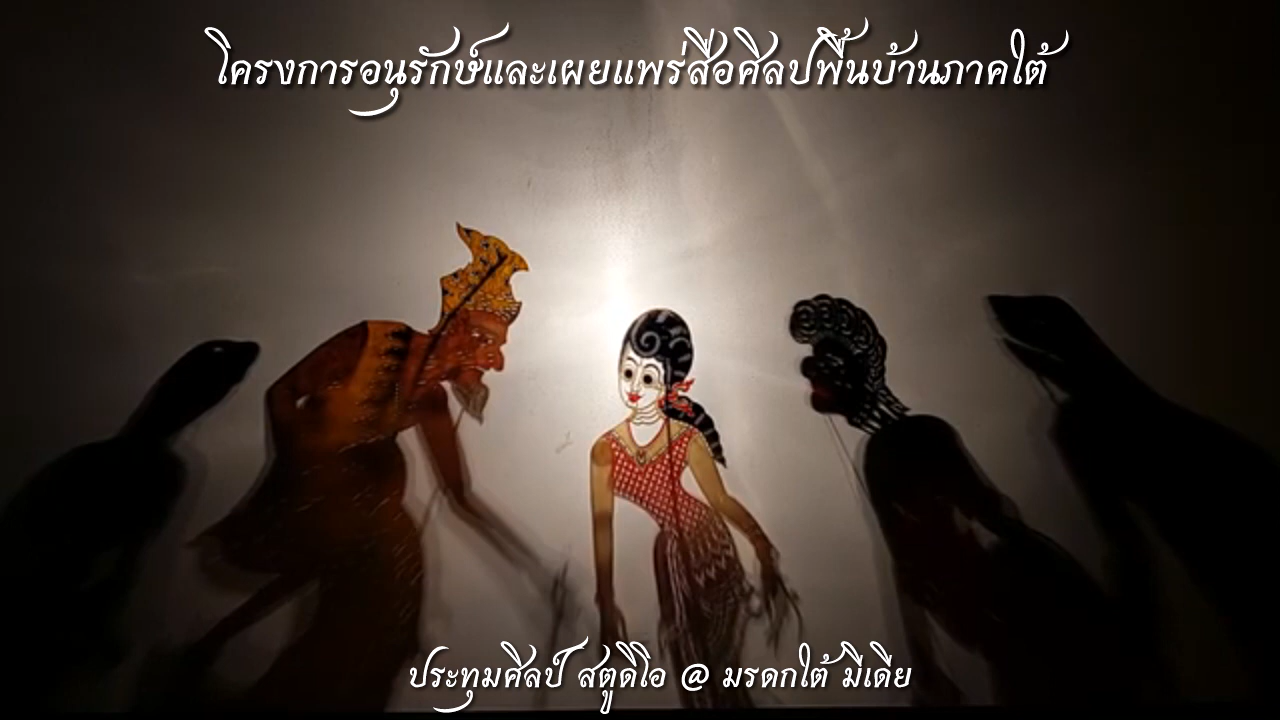 โครงการอนุรักษ์และเผยแพร่สื่อศิลปพื้นบ้านภาคใต้
ประทุมศิลป์ สตูดิโอ @ มรดกใต้ มีเดีย